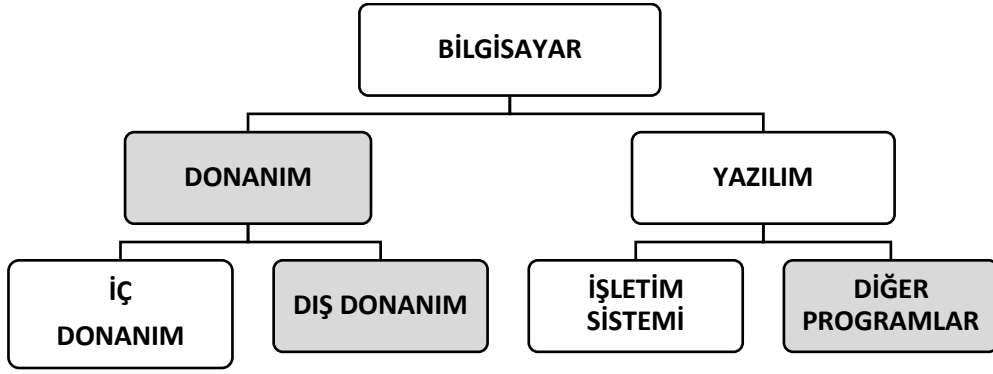 BİLGİSAYAR
DONANIM
YAZILIM
İÇ
DONANIM
DIŞ DONANIM
İŞLETİM
SİSTEMİ
DİĞER
PROGRAMLAR